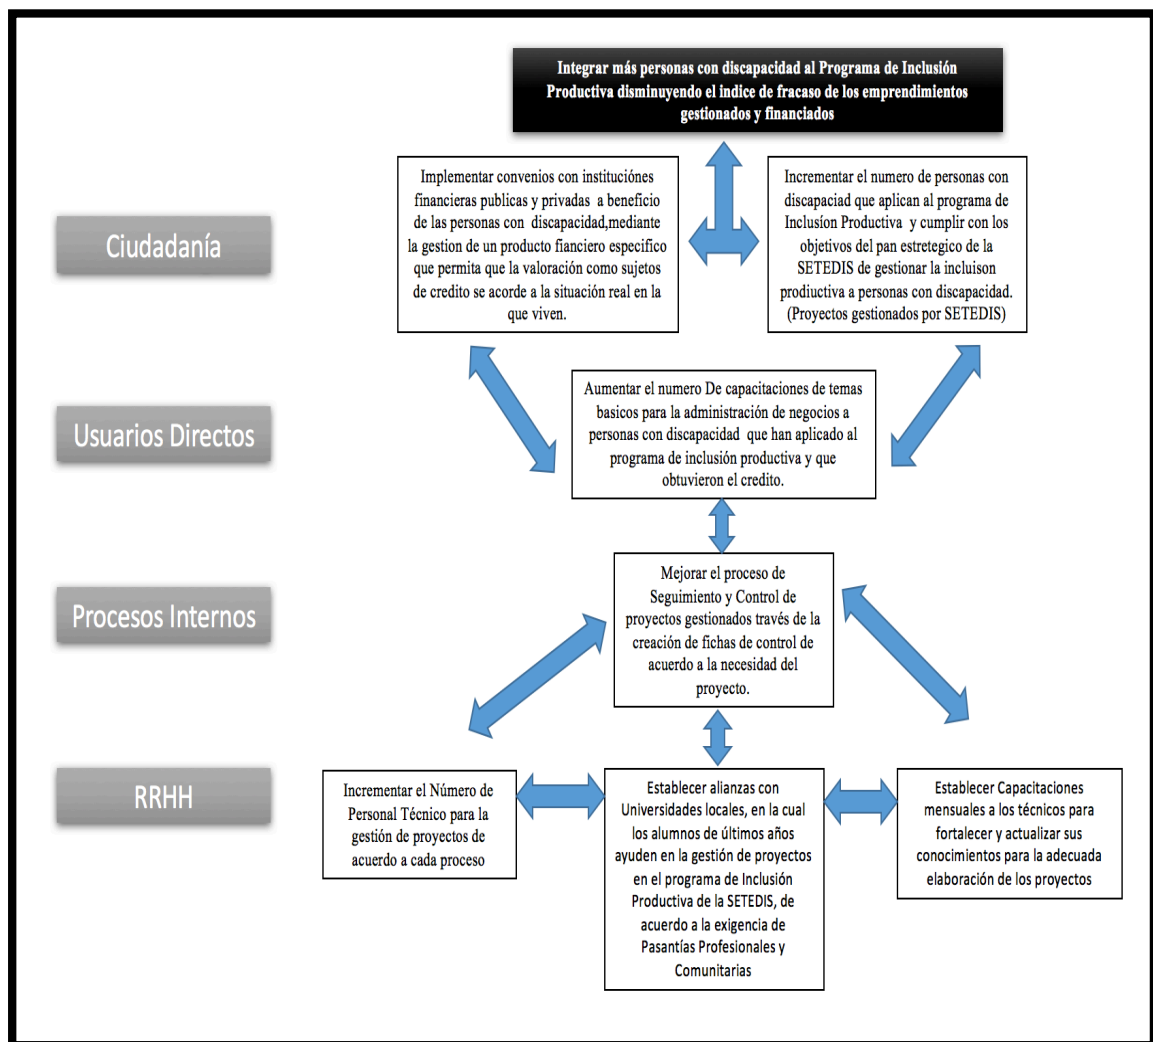 Integrar más personas con discapacidad al Programa de Inclusión
Productiva disminuyendo el indice de fracaso de los emprendimientos
gestionados y financiados
Ciudadanía
Implementar convenios con instituciónes
financieras publicas y privadas a beneficio
de las personas con discapacidad,mediante
la gestion de un producto fianciero especifico
que permita que la valoración como sujetos
de credito se acorde a la situación real en la
que viven.
Incrementar el numero de personas con
discapaciad que aplican al programa de
Inclusíon Productiva y cumplir con los
objetivos del pan estretegico de la
SETEDIS de gestionar la incluison
prodiuctiva a personas con discapacidad.
(Proyectos gestionados por SETEDIS)
Usuarios Directos
Aumentar el numero De capacitaciones de temas
basicos para la administración de negocios a
personas con discapacidad que han aplicado al
programa de inclusión productiva y que
obtuvieron el credito.
Procesos Internos
Mejorar el proceso de
Seguimiento y Control de
proyectos gestionados través de la
creación de fichas de control de
acuerdo a la necesidad del
proyecto.
RRHH
Incrementar el Número de
Personal Técnico para la
gestión de proyectos de
acuerdo a cada proceso
Establecer alianzas con
Universidades locales, en la cual
los alumnos de últimos años
ayuden en la gestión de proyectos
en el programa de Inclusión
Productiva de la SETEDIS, de
acuerdo a la exigencia de
Pasantías Profesionales y
Comunitarias
Establecer Capacitaciones
mensuales a los técnicos para
fortalecer y actualizar sus
conocimientos para la adecuada
elaboración de los proyectos